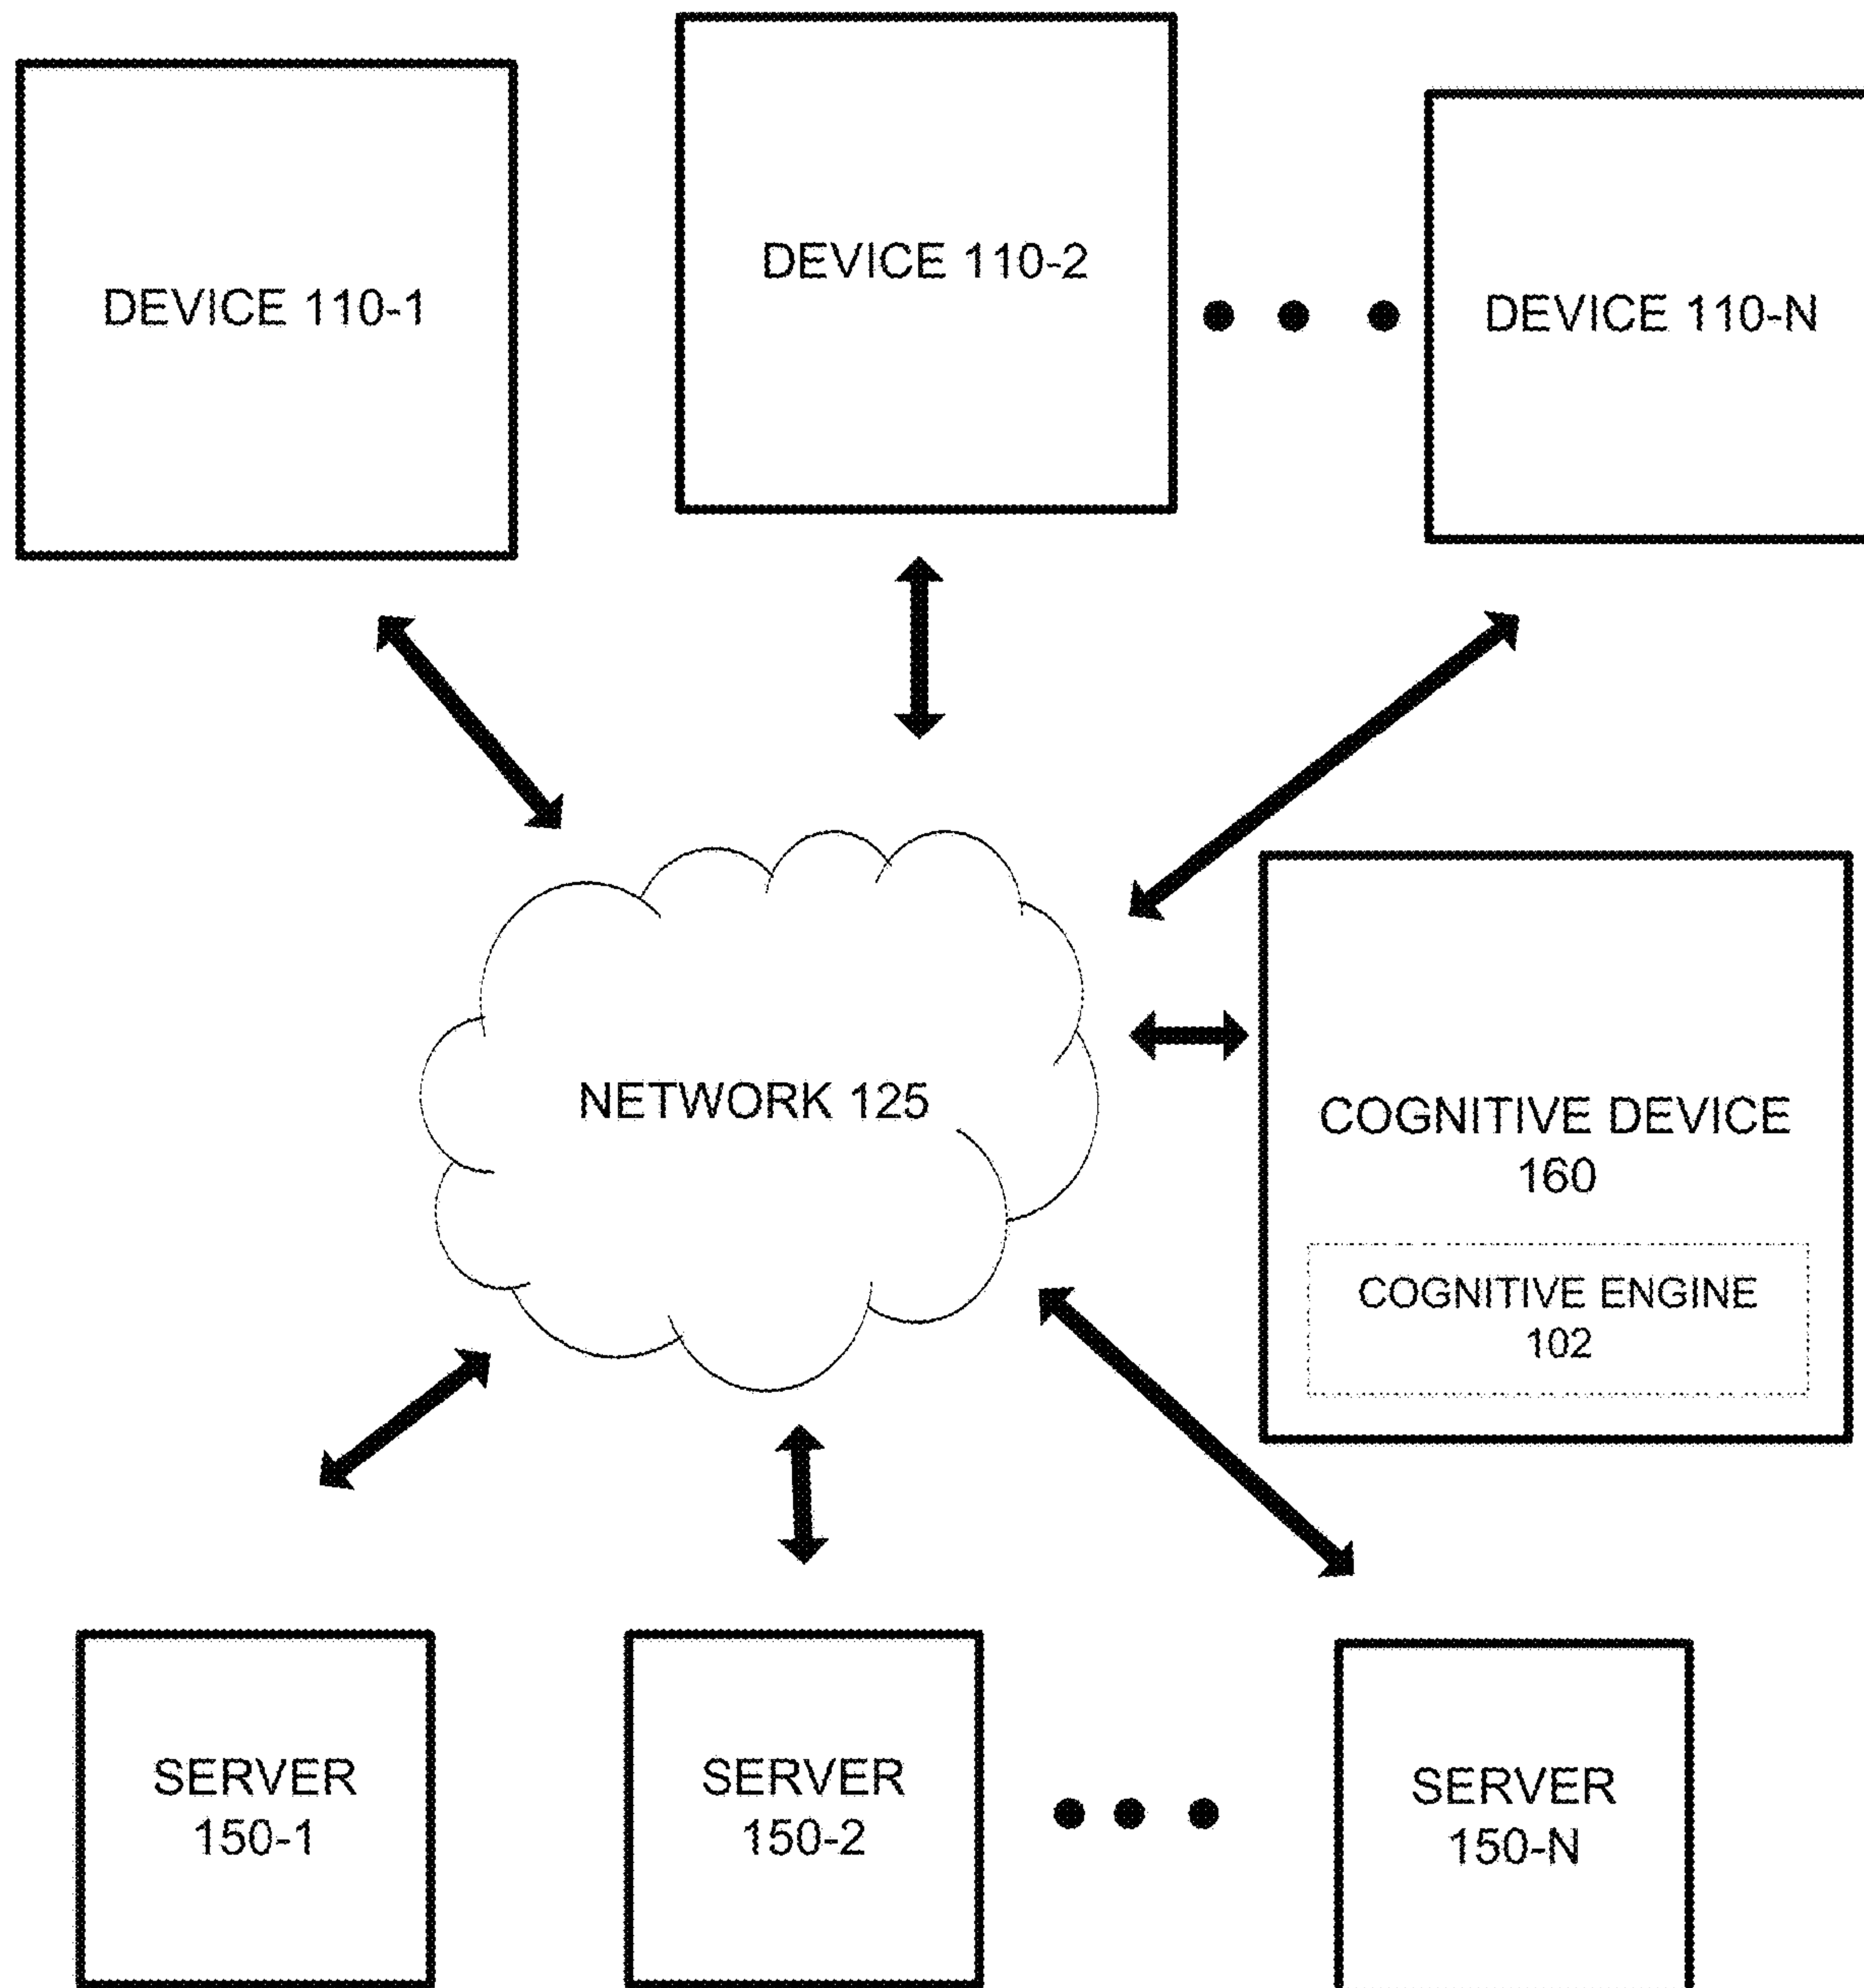 DEVICE 110-1
DEVICE 110-2
DEVICE 110-N
NETWORK 125
COGNITIVE DEVICE
160
COGNITIVE ENGINE
102
SERVER
150-1
SERVER
150-2
SERVER
150-N